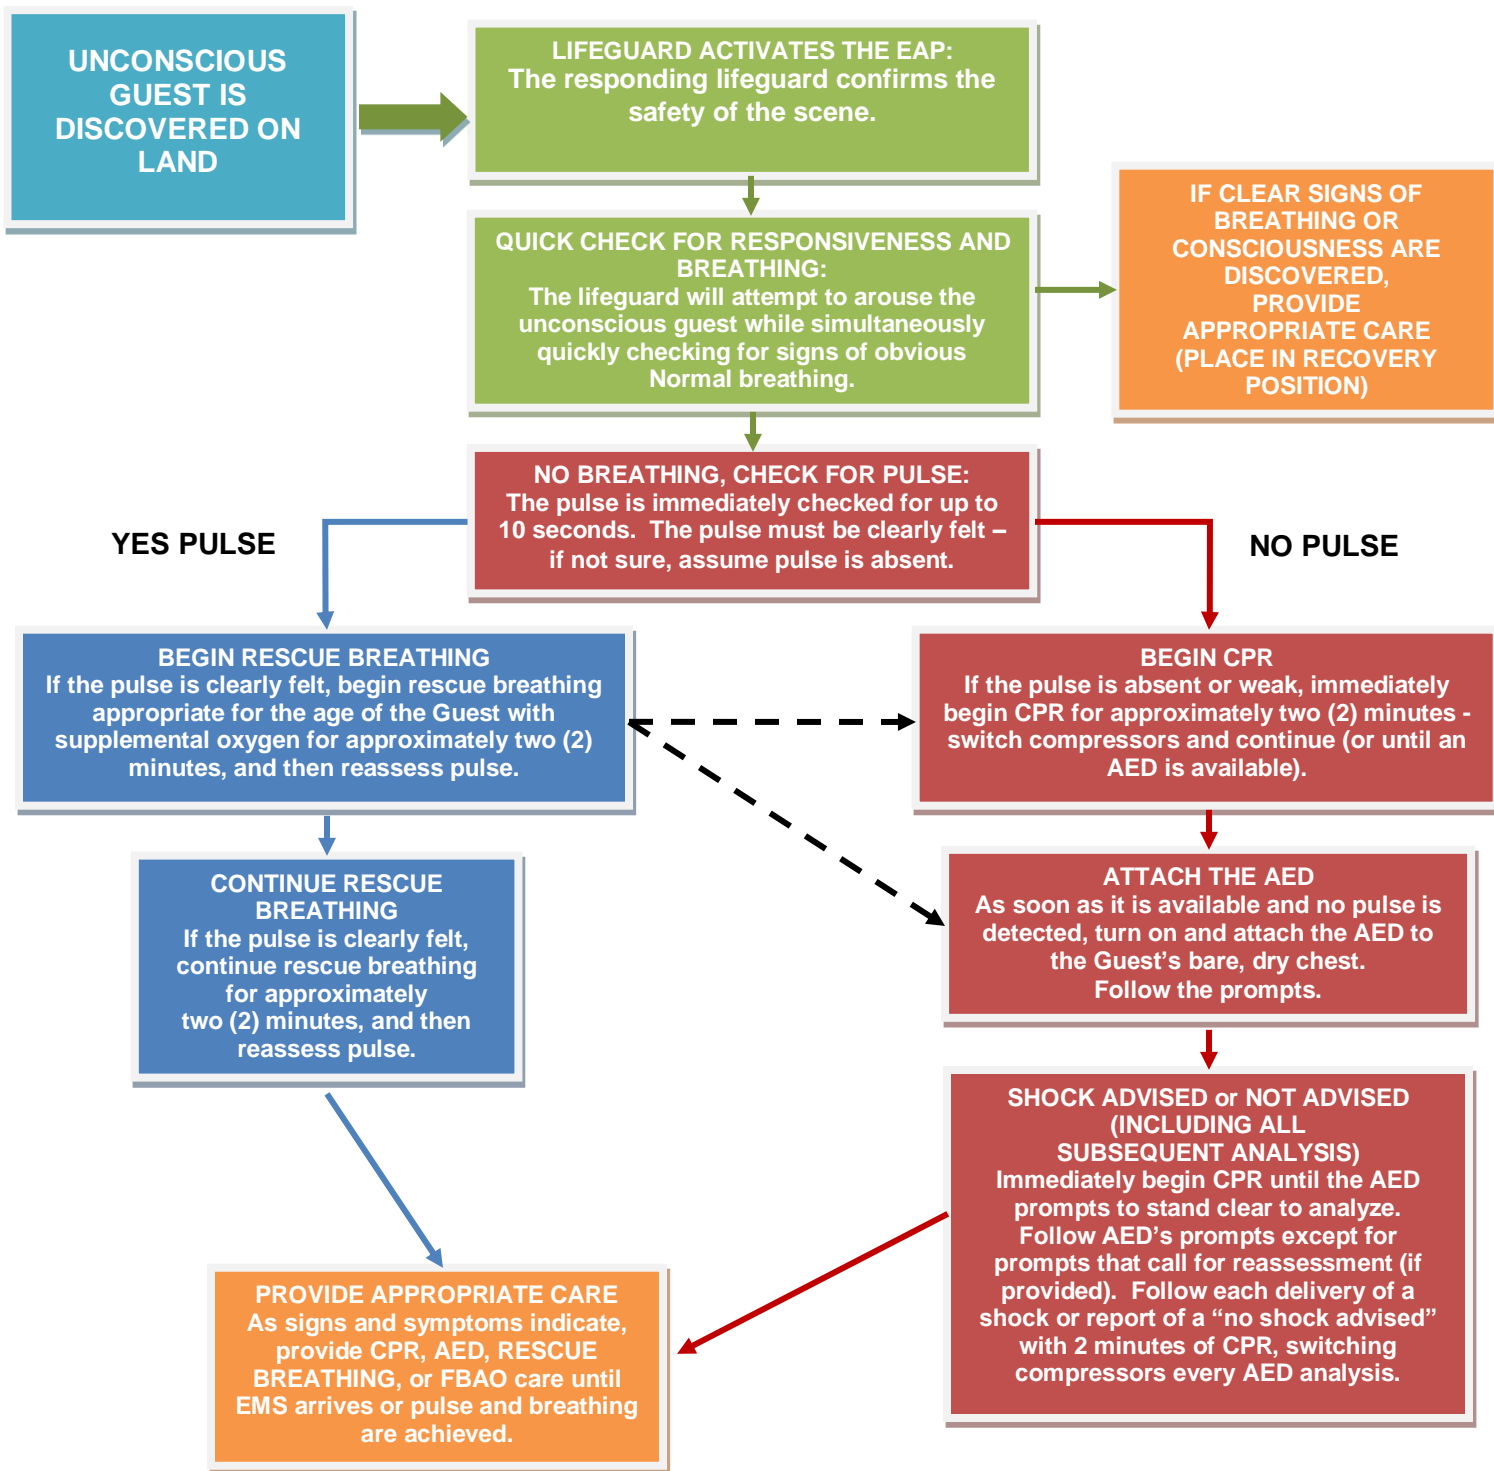 UNCONSCIOUS
GUEST IS
DISCOVERED ON
LAND
LIFEGUARD ACTIVATES THE EAP:
The responding lifeguard confirms the
safety of the scene.
QUICK CHECK FOR RESPONSIVENESS AND
BREATHING:
The lifeguard will attempt to arouse the
unconscious guest while simultaneously
quickly checking for signs of obvious
Normal breathing.
IF CLEAR SIGNS OF
BREATHING OR
CONSCIOUSNESS ARE
DISCOVERED,
PROVIDE
APPROPRIATE CARE
(PLACE IN RECOVERY
POSITION)
NO BREATHING, CHECK FOR PULSE:
The pulse is immediately checked for up to
10 seconds.  The pulse must be clearly felt –
if not sure, assume pulse is absent.
YES PULSE
NO PULSE
BEGIN RESCUE BREATHING
If the pulse is clearly felt, begin rescue breathing
appropriate for the age of the Guest with
supplemental oxygen for approximately two (2)
minutes, and then reassess pulse.
BEGIN CPR
If the pulse is absent or weak, immediately
begin CPR for approximately two (2) minutes -
switch compressors and continue (or until an
AED is available).
CONTINUE RESCUE
BREATHING
If the pulse is clearly felt,
continue rescue breathing
for approximately
two (2) minutes, and then
reassess pulse.
ATTACH THE AED
As soon as it is available and no pulse is
detected, turn on and attach the AED to
the Guest’s bare, dry chest.
Follow the prompts.
SHOCK ADVISED or NOT ADVISED
(INCLUDING ALL
SUBSEQUENT ANALYSIS)
Immediately begin CPR until the AED
prompts to stand clear to analyze.
Follow AED’s prompts except for
prompts that call for reassessment (if
provided).  Follow each delivery of a
shock or report of a “no shock advised”
with 2 minutes of CPR, switching
compressors every AED analysis.
PROVIDE APPROPRIATE CARE
As signs and symptoms indicate,
provide CPR, AED, RESCUE
BREATHING, or FBAO care until
EMS arrives or pulse and breathing
are achieved.